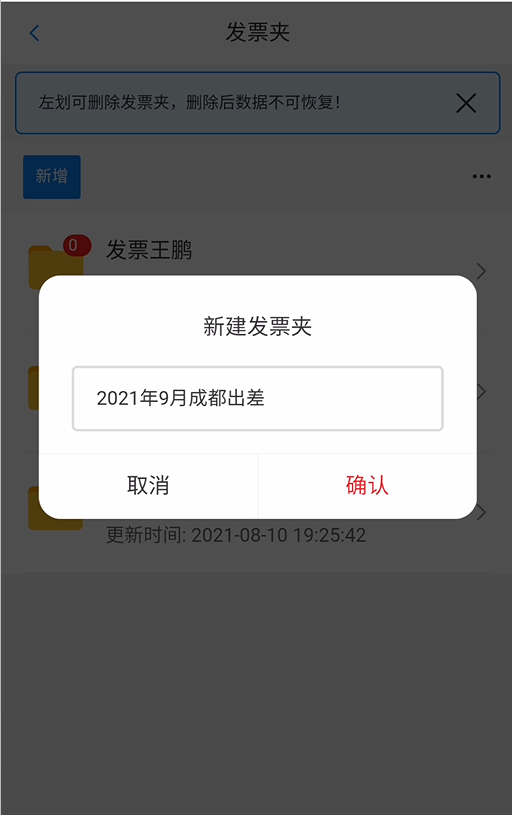 发票夹
左划可删除发票夹，删除后数据不可恢复！
新增
0
发票王鹏
新建发票夹
2021年9月成都出差
取消
确认
更新时间: 2021-08-10 19:25:42